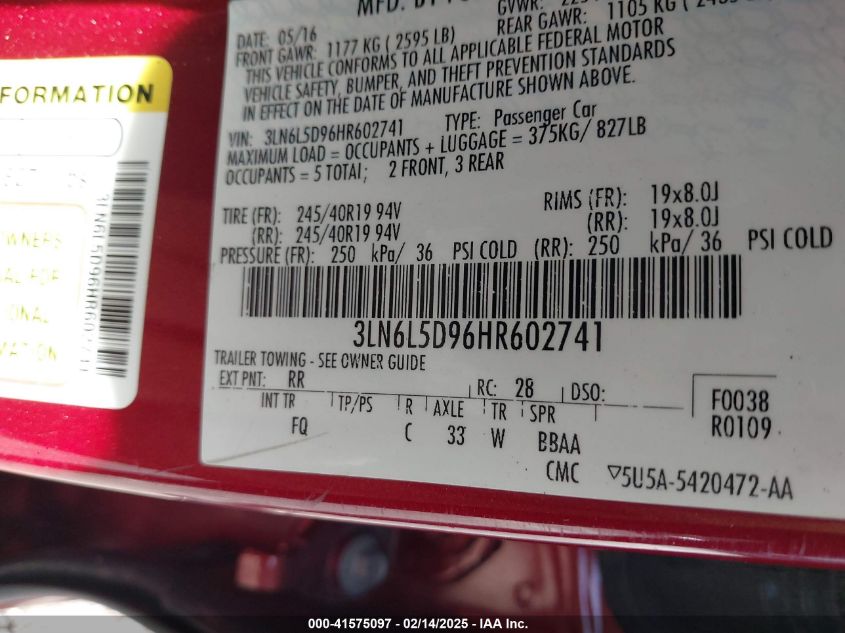 MFD. BY
GVWR:
DATE: 05/16
REAR GAWR: 1105 KG
FRONT GAWR: 1177 KG ( 2595 LB)
THIS VEHICLE CONFORMS TO ALL APPLICABLE FEDERAL MOTOR
VEHICLE SAFETY, BUMPER, AND THEFT PREVENTION STANDARDS
IN EFFECT ON THE DATE OF MANUFACTURE SHOWN ABOVE.
VIN: 3LN6L5D96HR602741 TYPE: Passenger Car
MAXIMUM LOAD = OCCUPANTS + LUGGAGE = 375KG/ 827LB
OCCUPANTS = 5 TOTAL; 2 FRONT, 3 REAR
TIRE (FR): 245/40R19 94V RIMS (FR): 19x8.0J
(RR): 245/40R19 94V (RR): 19x8.0J
PRESSURE (FR): 250 kPa/ 36 PSI COLD (RR): 250 kPa/ 36 PSI COLD
3LN6L5D96HR602741
TRAILER TOWING - SEE OWNER GUIDE
EXT PNT: RR RC: 28 DSO:
INT TR TP/PS R AXLE TR SPR
FQ C 33 W BBAA
CMC
F0038
R0109
5U5A-5420472-AA
FORMATION
3LN6L5D96HR602741
OWNERS
IONAL
MATION
000-41575097 - 02/14/2025 - IAA Inc.